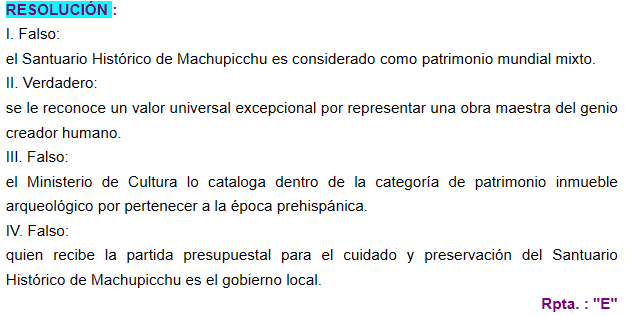 RESOLUCIÓN :
I. Falso:
el Santuario Histórico de Machupicchu es considerado como patrimonio mundial mixto.
II. Verdadero:
se le reconoce un valor universal excepcional por representar una obra maestra del genio
creador humano.
III. Falso:
el Ministerio de Cultura lo cataloga dentro de la categoría de patrimonio inmueble
arqueológico por pertenecer a la época prehispánica.
IV. Falso:
quien recibe la partida presupuestal para el cuidado y preservación del Santuario
Histórico de Machupicchu es el gobierno local.
Rpta. : "E"